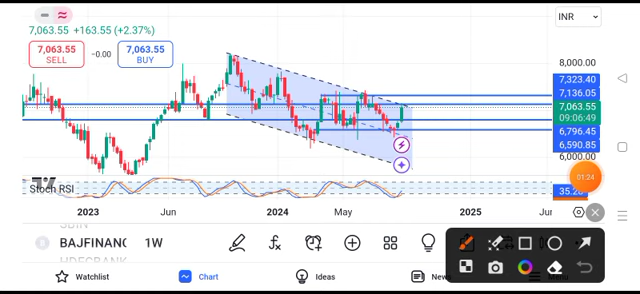 7,063.55 +163.55 (+2.37%)
7,063.55
SELL
−0.00
7,063.55
BUY
INR
8,000.00
7,323.40
7,136.05
7,063.55
09:06:49
6,796.45
6,590.85
6,000.00
01:24
Stoch RSI
35.28
2023
Jun
2024
May
2025
Jun
BAJFINANC
1W
HDFCBANK
Watchlist
Chart
Ideas
News
Menu